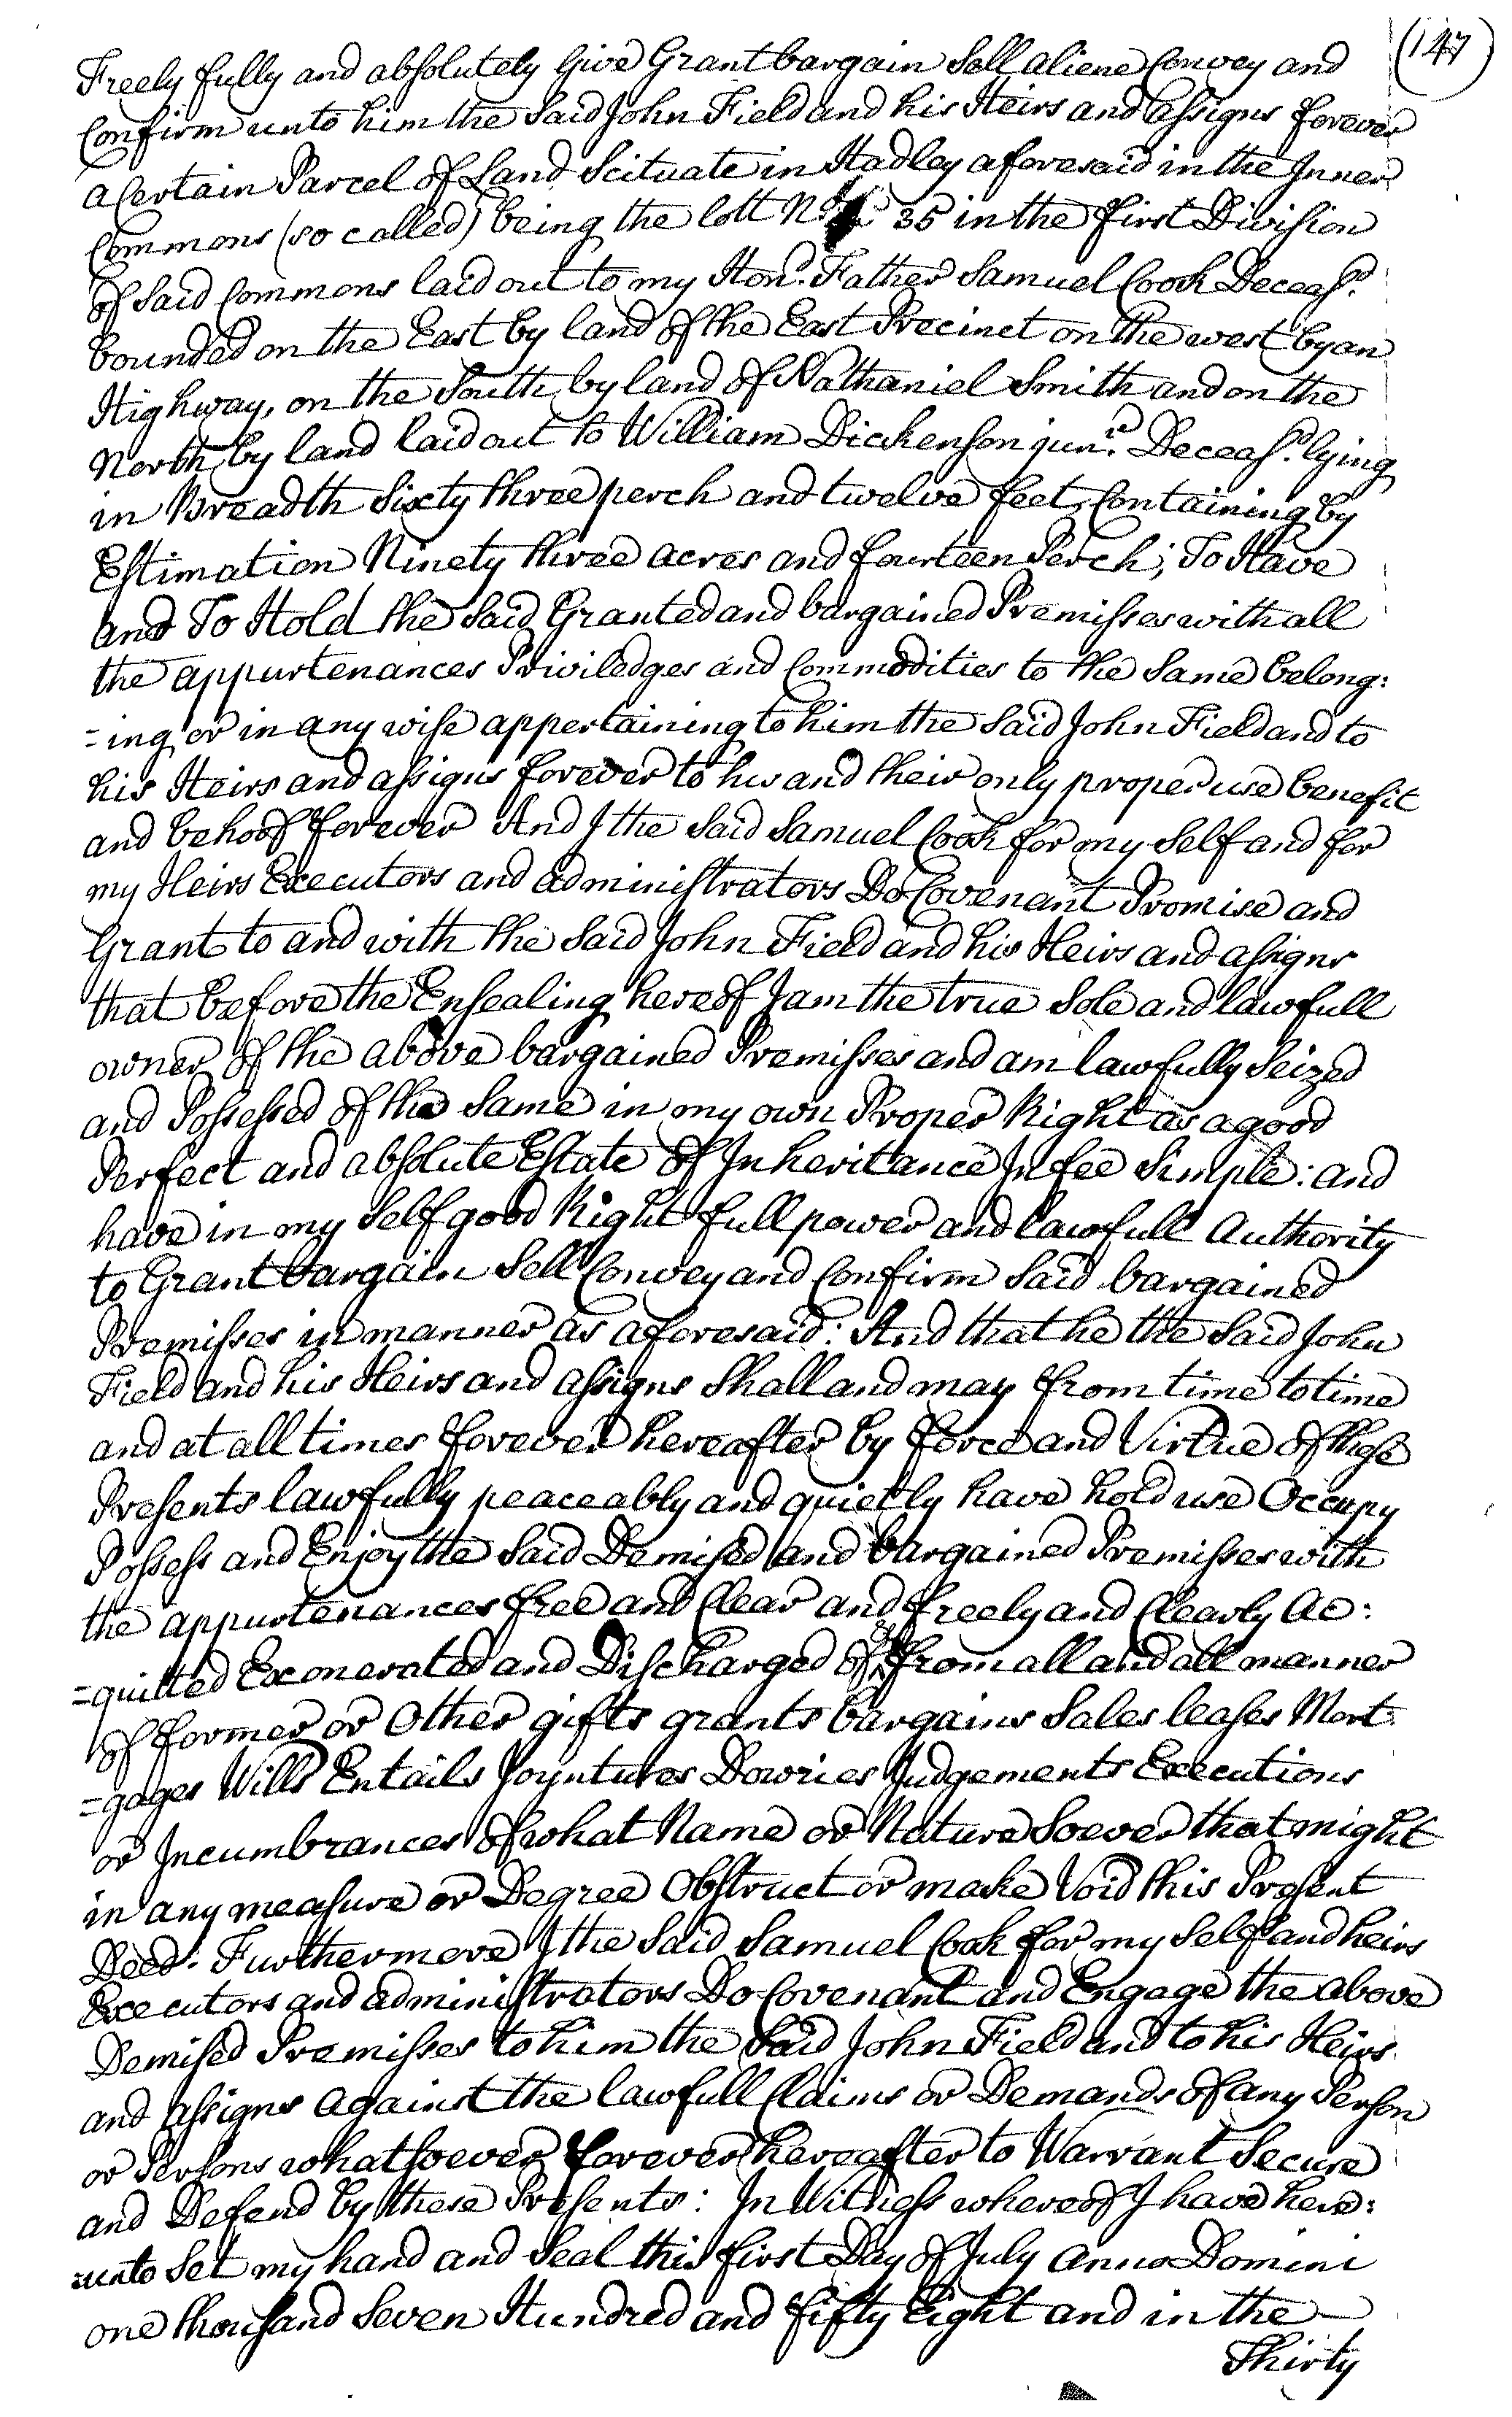 (147)
Freely fully and absolutely Give Grant bargain Sell aliene Convey and
Confirm unto him the Said John Field and his Heirs and assigns forever
a Certain Parcel of Land Scituate in Hadley aforesaid in the Inner
Commons (so called) being the lott No. 35 in the first Division
of Said Commons laid out to my Hond. Father Samuel Cook Deceasd.
bounded on the East by land of the East Precinct on the west by an
Highway, on the South by land of Nathaniel Smith and on the
North by land laid out to William Dickenson junr. Deceasd. lying
in Breadth Sixty three perch and twelve feet, Containing by
Estimation Ninety three acres and fourteen Perch; To Have
and To Hold the Said Granted and bargained Premisses with all
the appurtenances Priviledges and Commodities to the Same belong:
=ing or in any wise appertaining to him the Said John Field and to
his Heirs and assigns forever to his and their only proper use benefit
and behoof forever And I the Said Samuel Cook for my Self and for
my Heirs Executors and administrators Do Covenant Promise and
Grant to and with the Said John Field and his Heirs and assigns
that before the Ensealing hereof I am the true Sole and lawfull
owner of the above bargained Premisses and am lawfully Seized
and Possessed of the Same in my own Proper Right as a good
Perfect and absolute Estate of Inheritance In fee Simple: and
have in my Self good Right full power and lawfull Authority
to Grant bargain Sell Convey and Confirm Said bargained
Premisses in manner as aforesaid: And that he the Said John
Field and his Heirs and assigns Shall and may from time to time
and at all times forever hereafter by force and Virtue of these
Presents lawfully peaceably and quietly have hold use Occupy
Possess and Enjoy the Said Demised and bargained Premisses with
the appurtenances free and Clear and freely and Clearly Ac:
=quitted Exonerated and Discharged of from all and all manner
of former or Other gifts grants bargains Sales leases Mort:
=gages Wills Entails Joyntures Dowries Judgements Executions
or Incumbrances of what Name or Nature Soever that might
in any measure or Degree Obstruct or make Void this Present
Deed: Furthermore I the Said Samuel Cook for my Self and heirs
Executors and administrators Do Covenant and Engage the above
Demised Premisses to him the Said John Field and to his Heirs
and assigns against the lawfull Claims or Demands of any Person
or Persons whatsoever forever hereafter to Warrant Secure
and Defend by these Presents: In Witness whereof I have here:
=unto Set my hand and Seal this first Day of July Anno Domini
one thousand Seven Hundred and fifty Eight and in the
Thirty